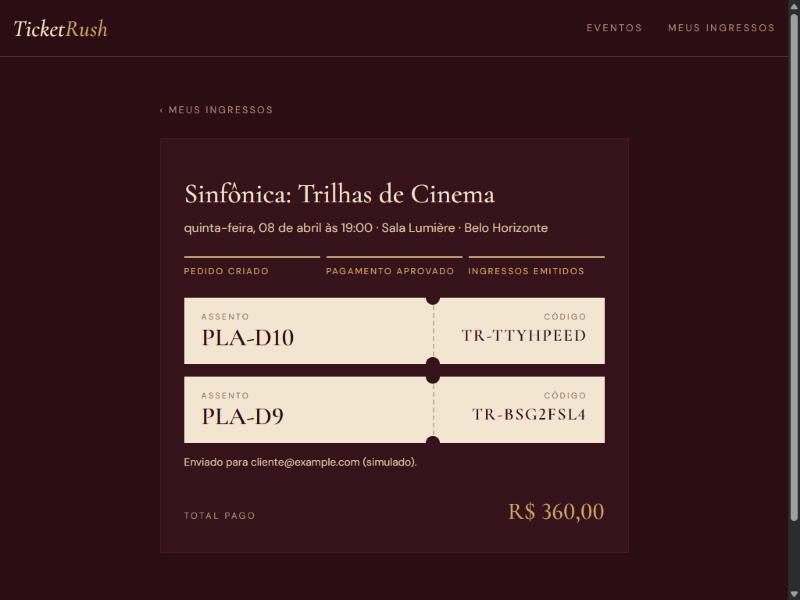 TicketRush
EVENTOS
MEUS INGRESSOS
‹ MEUS INGRESSOS
Sinfônica: Trilhas de Cinema
quinta-feira, 08 de abril às 19:00 · Sala Lumière · Belo Horizonte
PEDIDO CRIADO
PAGAMENTO APROVADO
INGRESSOS EMITIDOS
ASSENTO
PLA-D10
CÓDIGO
TR-TTYHPEED
ASSENTO
PLA-D9
CÓDIGO
TR-BSG2FSL4
Enviado para cliente@example.com (simulado).
TOTAL PAGO
R$ 360,00